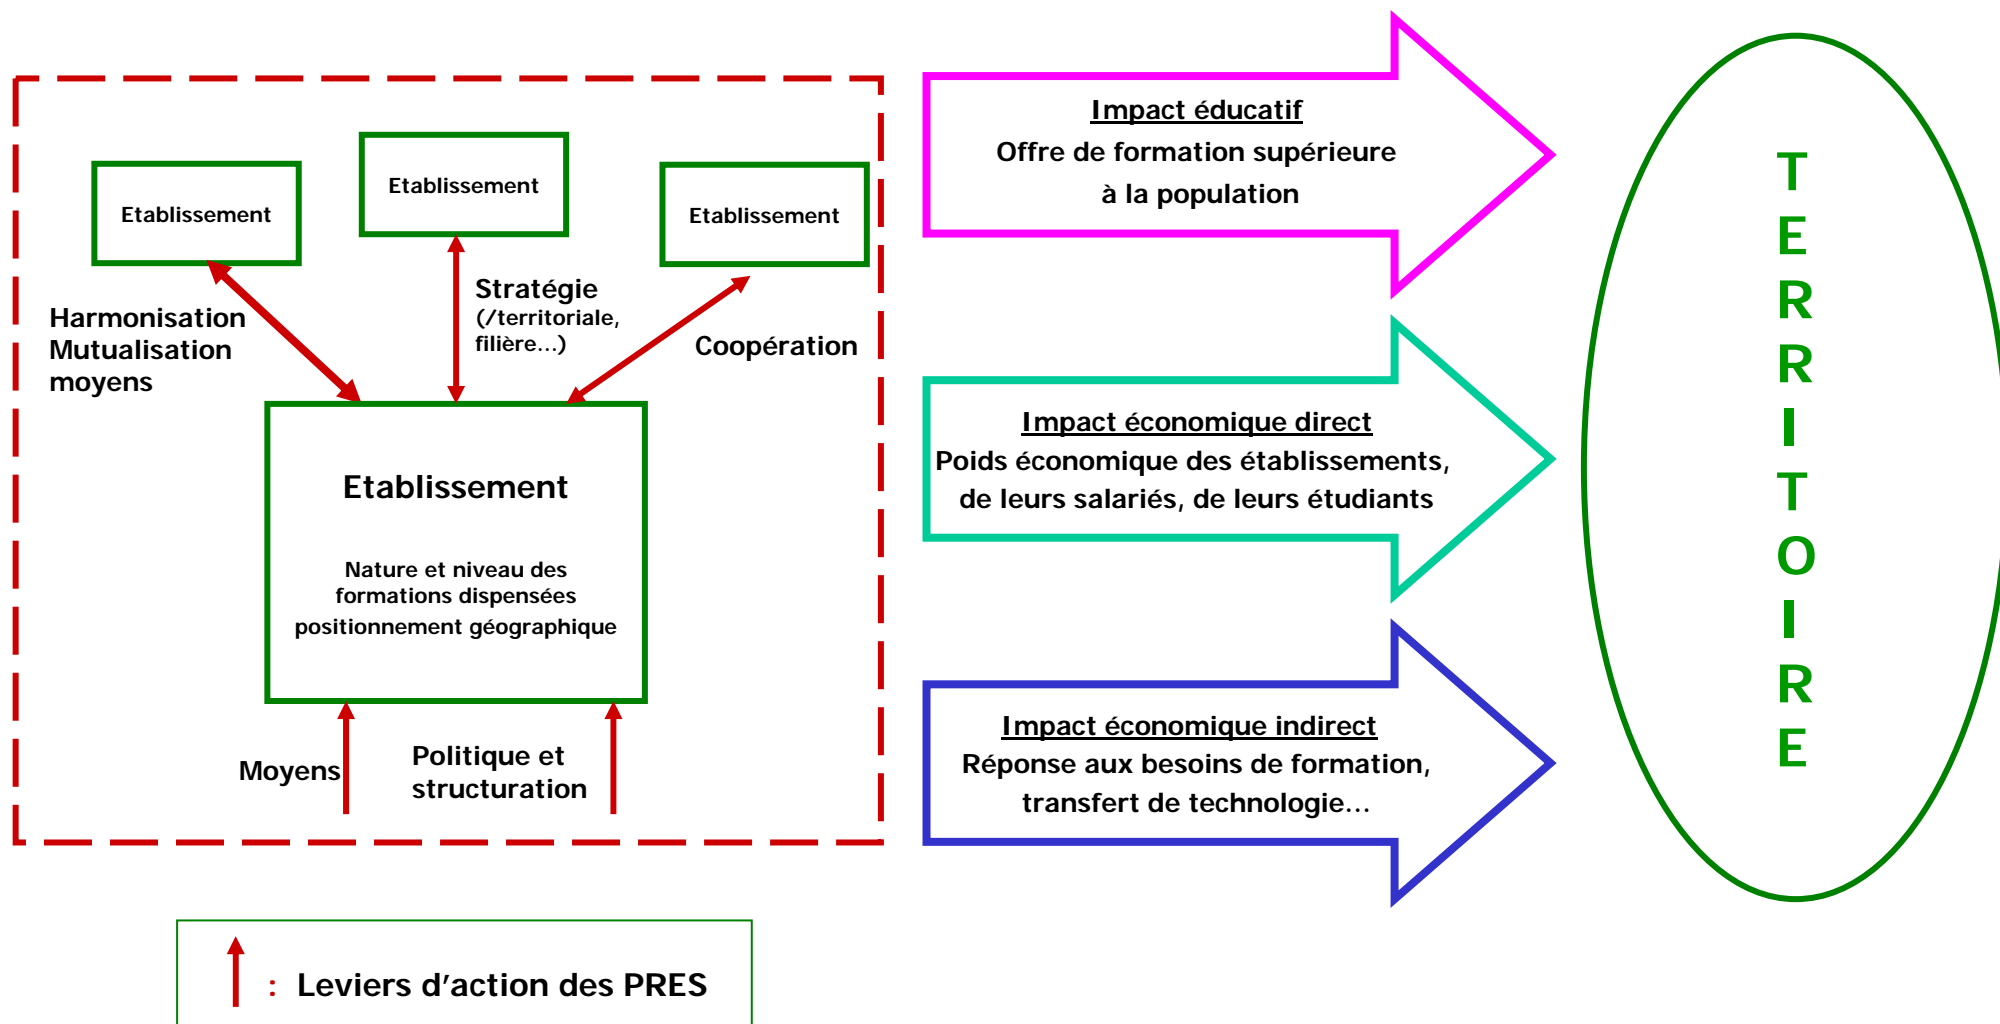 Etablissement
Etablissement
Etablissement
Harmonisation
Mutualisation
moyens
Stratégie
(/territoriale,
filière...)
Coopération
Etablissement
Nature et niveau des
formations dispensées
positionnement géographique
Moyens
Politique et
structuration
: Leviers d'action des PRES
Impact éducatif
Offre de formation supérieure
à la population
Impact économique direct
Poids économique des établissements,
de leurs salariés, de leurs étudiants
Impact économique indirect
Réponse aux besoins de formation,
transfert de technologie...
T
E
R
R
I
T
O
I
R
E